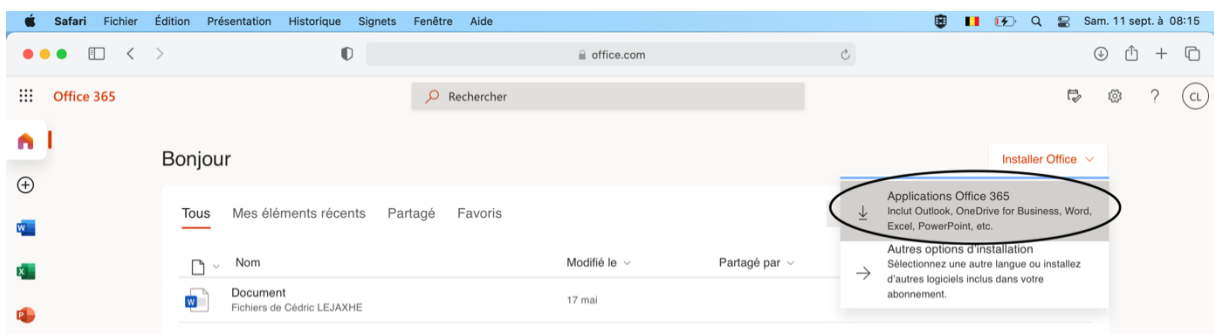 Safari Fichier Édition Présentation Historique Signets Fenêtre Aide Sam. 11 sept. à 08:15
office.com
Office 365 Rechercher CL
Bonjour
Installer Office
Applications Office 365
Inclut Outlook, OneDrive for Business, Word,
Excel, PowerPoint, etc.
Autres options d'installation
Sélectionnez une autre langue ou installez
d'autres logiciels inclus dans votre
abonnement.
Tous Mes éléments récents Partagé Favoris
Nom Modifié le Partagé par
Document
Fichiers de Cédric LEJAXHE
17 mai
W
X
P
W